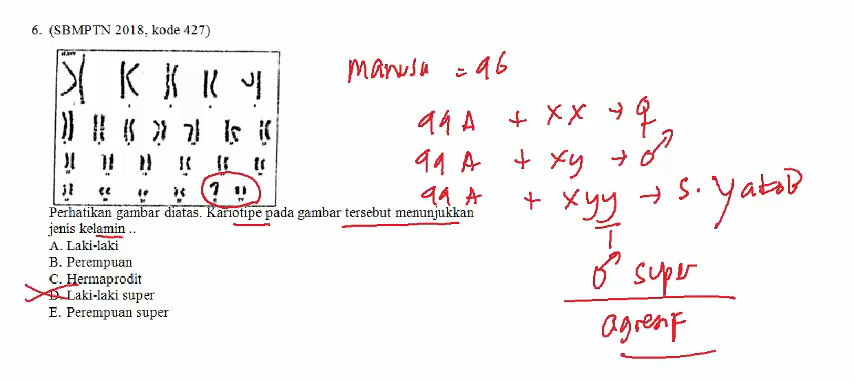 6. (SBMPTN 2018, kode 427)
?
Perhatikan gambar diatas. Kariotipe pada gambar tersebut menunjukkan
jenis kelamin ..
A. Laki-laki
B. Perempuan
C. Hermaprodit
D. Laki-laki super
E. Perempuan super
= 46
44 A + XX → ♀
44 A + XY → ♂
44 A + XYY → S. Yakob
♂ super
agresif